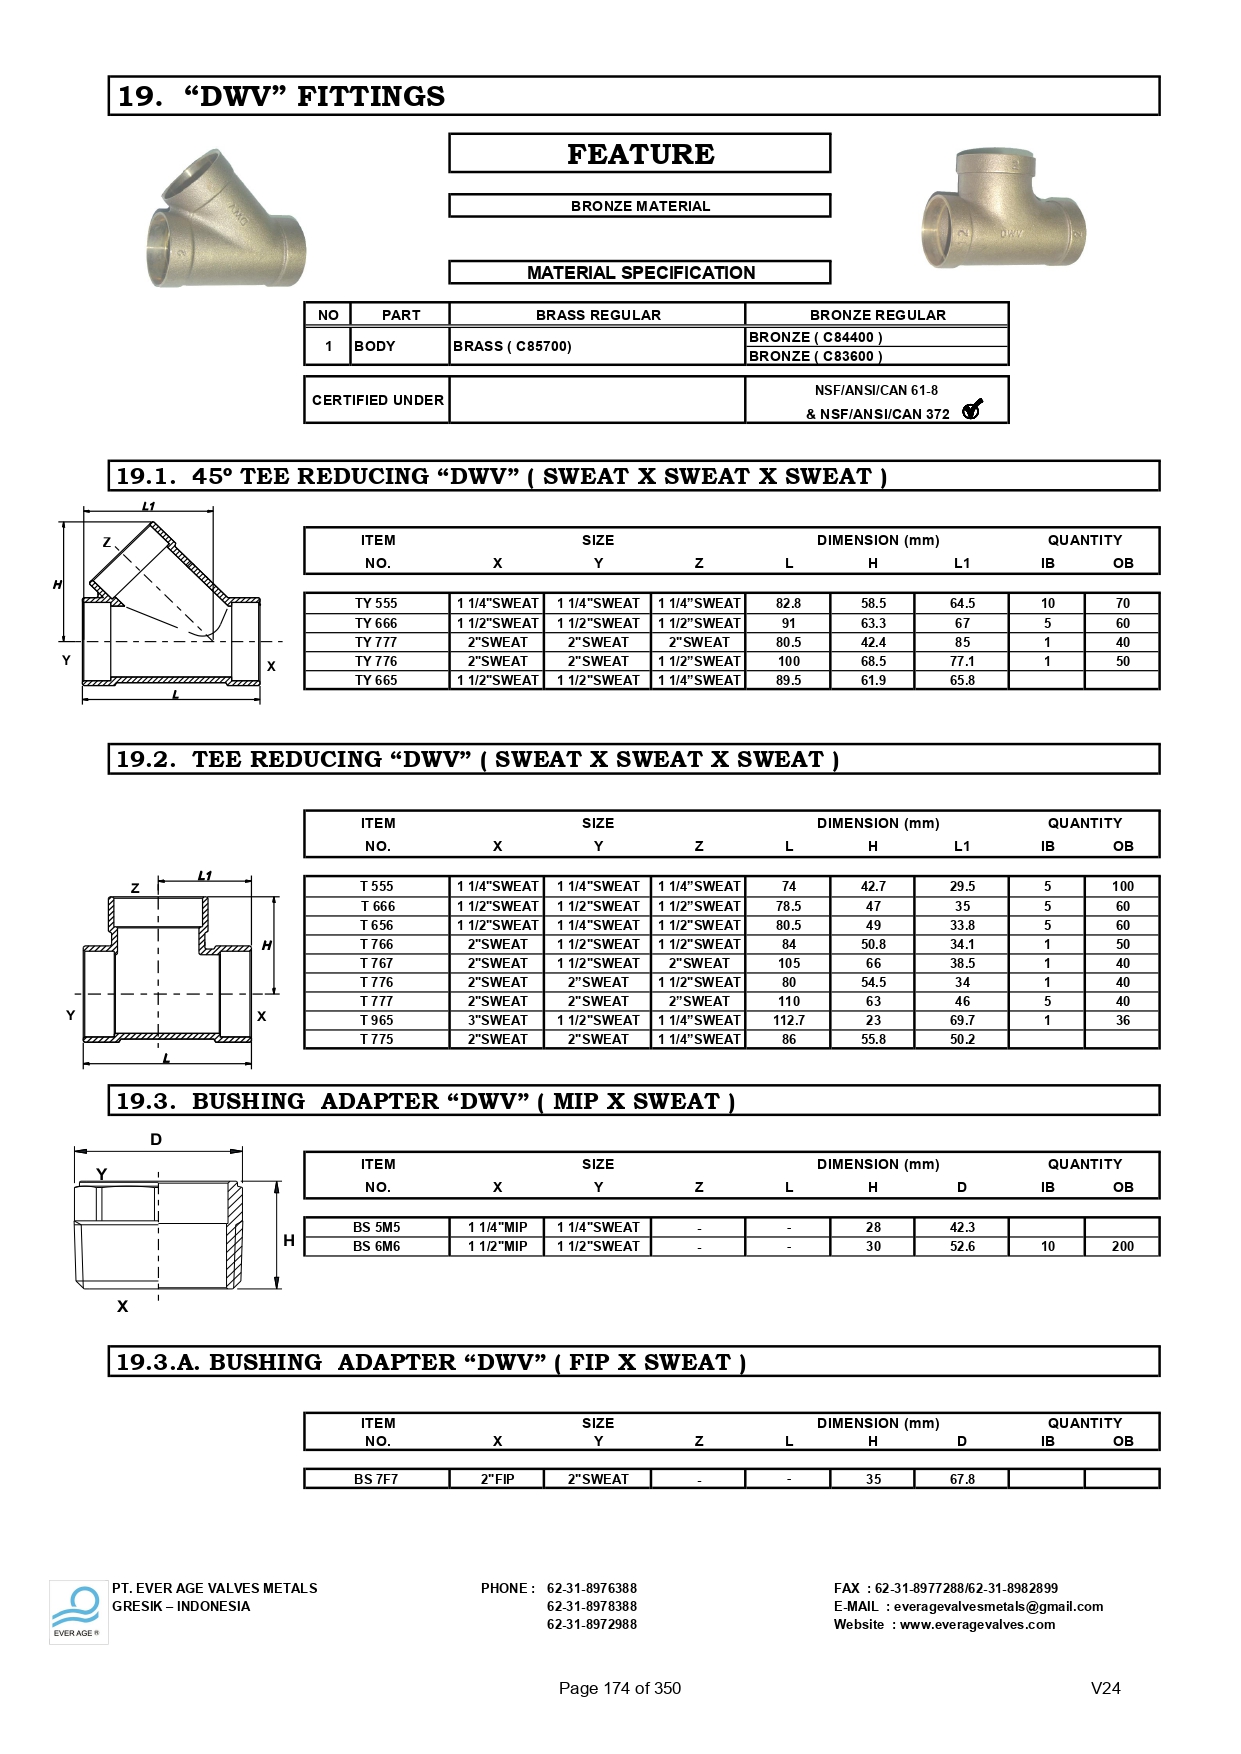 19. “DWV” FITTINGS
FEATURE
BRONZE MATERIAL
MATERIAL SPECIFICATION
NO PART BRASS REGULAR BRONZE REGULAR
1 BODY BRASS ( C85700) BRONZE ( C84400 )
BRONZE ( C83600 )
CERTIFIED UNDER NSF/ANSI/CAN 61-8
& NSF/ANSI/CAN 372
19.1. 45º TEE REDUCING “DWV” ( SWEAT X SWEAT X SWEAT )
L1
Z
H
Y
X
L
ITEM SIZE DIMENSION (mm) QUANTITY
NO. X Y Z L H L1 IB OB
TY 555 1 1/4"SWEAT 1 1/4"SWEAT 1 1/4”SWEAT 82.8 58.5 64.5 10 70
TY 666 1 1/2"SWEAT 1 1/2"SWEAT 1 1/2”SWEAT 91 63.3 67 5 60
TY 777 2"SWEAT 2"SWEAT 2"SWEAT 80.5 42.4 85 1 40
TY 776 2"SWEAT 2"SWEAT 1 1/2”SWEAT 100 68.5 77.1 1 50
TY 665 1 1/2"SWEAT 1 1/2"SWEAT 1 1/4”SWEAT 89.5 61.9 65.8
19.2. TEE REDUCING “DWV” ( SWEAT X SWEAT X SWEAT )
ITEM SIZE DIMENSION (mm) QUANTITY
NO. X Y Z L H L1 IB OB
L1
Z
H
Y
X
L
T 555 1 1/4"SWEAT 1 1/4"SWEAT 1 1/4”SWEAT 74 42.7 29.5 5 100
T 666 1 1/2"SWEAT 1 1/2"SWEAT 1 1/2”SWEAT 78.5 47 35 5 60
T 656 1 1/2"SWEAT 1 1/4"SWEAT 1 1/2"SWEAT 80.5 49 33.8 5 60
T 766 2"SWEAT 1 1/2"SWEAT 1 1/2"SWEAT 84 50.8 34.1 1 50
T 767 2"SWEAT 1 1/2"SWEAT 2"SWEAT 105 66 38.5 1 40
T 776 2"SWEAT 2”SWEAT 1 1/2"SWEAT 80 54.5 34 1 40
T 777 2"SWEAT 2"SWEAT 2”SWEAT 110 63 46 5 40
T 965 3"SWEAT 1 1/2"SWEAT 1 1/4”SWEAT 112.7 23 69.7 1 36
T 775 2"SWEAT 2"SWEAT 1 1/4”SWEAT 86 55.8 50.2
19.3. BUSHING ADAPTER “DWV” ( MIP X SWEAT )
D
Y
H
X
ITEM SIZE DIMENSION (mm) QUANTITY
NO. X Y Z L H D IB OB
BS 5M5 1 1/4"MIP 1 1/4"SWEAT - - 28 42.3
BS 6M6 1 1/2"MIP 1 1/2"SWEAT - - 30 52.6 10 200
19.3.A. BUSHING ADAPTER “DWV” ( FIP X SWEAT )
ITEM SIZE DIMENSION (mm) QUANTITY
NO. X Y Z L H D IB OB
BS 7F7 2"FIP 2"SWEAT - - 35 67.8
EVER AGE ®
PT. EVER AGE VALVES METALS PHONE : 62-31-8976388 FAX : 62-31-8977288/62-31-8982899
GRESIK – INDONESIA 62-31-8978388 E-MAIL : everagevalvesmetals@gmail.com
62-31-8972988 Website : www.everagevalves.com
Page 174 of 350 V24